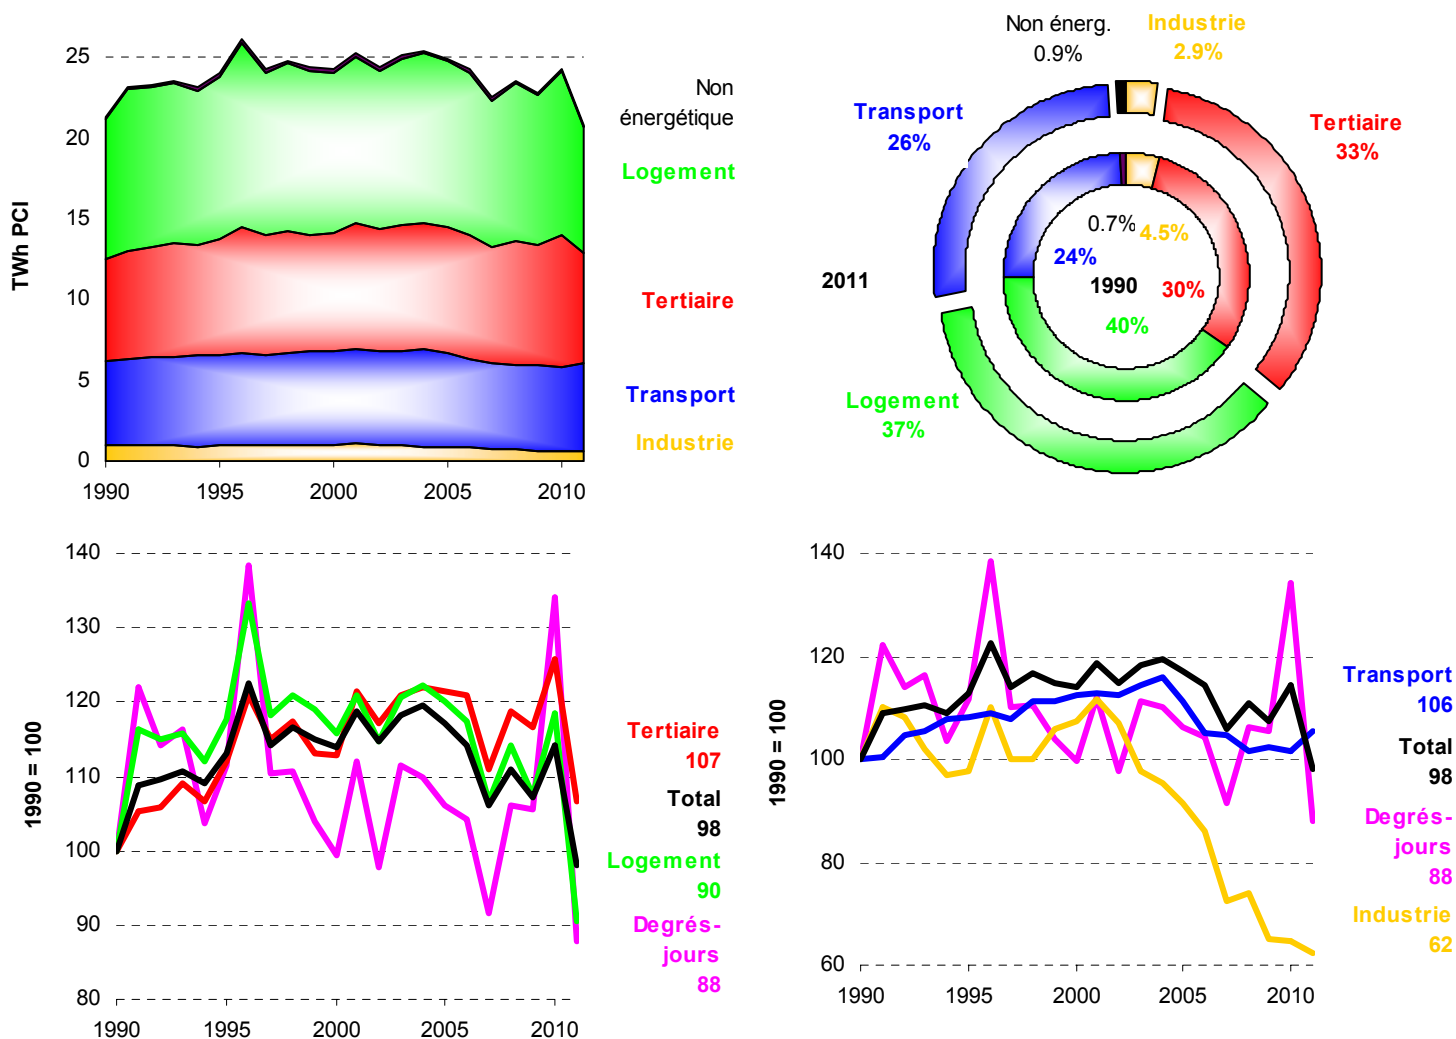 25
20
15
10
5
0
TWh PCI
1990
1995
2000
2005
2010
Non
énergétique
Logement
Tertiaire
Transport
Industrie
Non énerg.
0.9%
Industrie
2.9%
Transport
26%
Tertiaire
33%
0.7%
4.5%
24%
1990
30%
40%
2011
Logement
37%
140
130
120
110
100
90
80
1990 = 100
1990
1995
2000
2005
2010
Tertiaire
107
Total
98
Logement
90
Degrés-
jours
88
140
120
100
80
60
1990 = 100
1990
1995
2000
2005
2010
Transport
106
Total
98
Degrés-
jours
88
Industrie
62